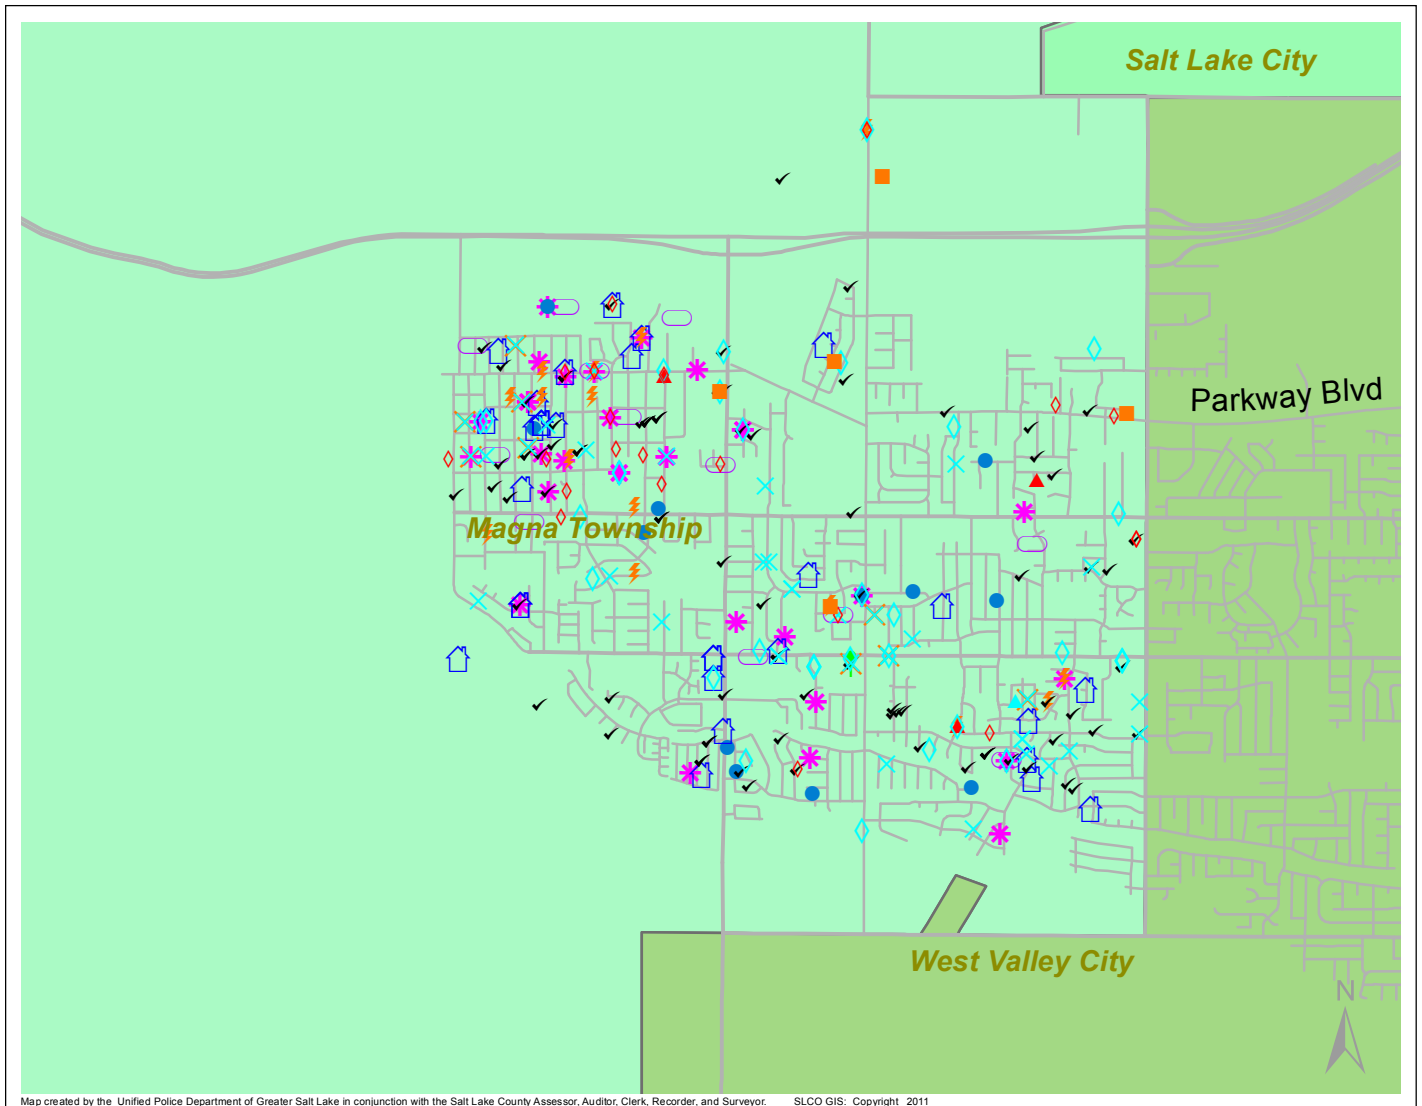 Salt Lake City
Parkway Blvd
Magna Township
West Valley City
N
Map created by the Unified Police Department of Greater Salt Lake in conjunction with the Salt Lake County Assessor, Auditor, Clerk, Recorder, and Surveyor. SLCO GIS: Copyright 2011